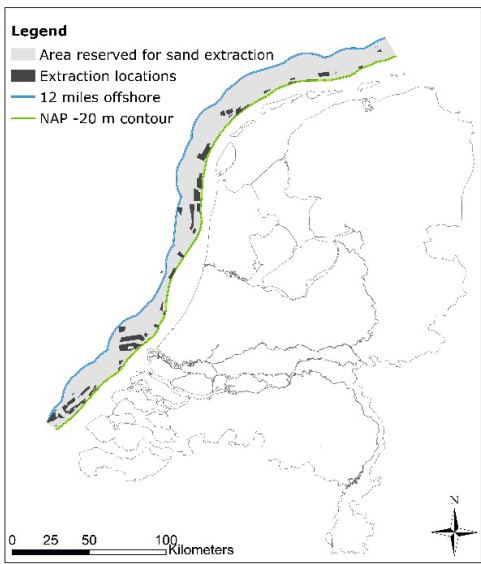 Legend
Area reserved for sand extraction
Extraction locations
12 miles offshore
NAP -20 m contour
N
0 25 50 100
Kilometers